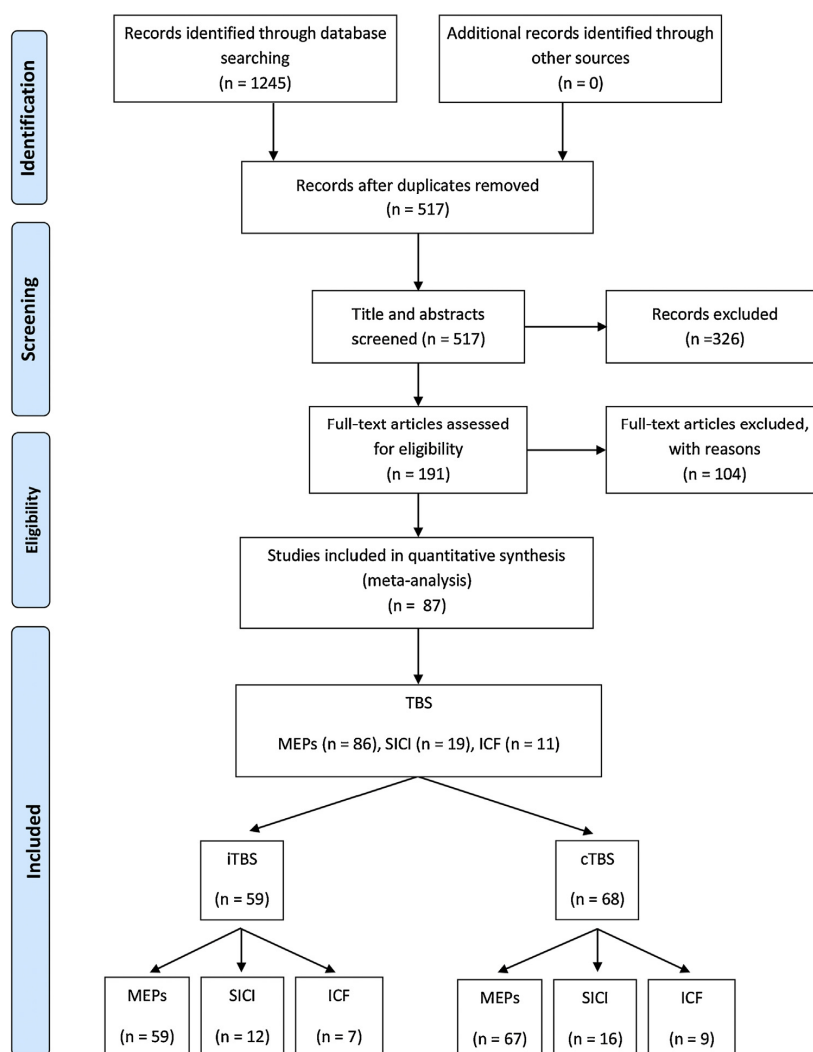 Identification
Records identified through database
searching
(n = 1245)
Additional records identified through
other sources
(n = 0)
Records after duplicates removed
(n = 517)
Screening
Title and abstracts
screened (n = 517)
Records excluded
(n =326)
Eligibility
Full-text articles assessed
for eligibility
(n = 191)
Full-text articles excluded,
with reasons
(n = 104)
Studies included in quantitative synthesis
(meta-analysis)
(n = 87)
Included
TBS
MEPs (n = 86), SICI (n = 19), ICF (n = 11)
iTBS
(n = 59)
cTBS
(n = 68)
MEPs
(n = 59)
SICI
(n = 12)
ICF
(n = 7)
MEPs
(n = 67)
SICI
(n = 16)
ICF
(n = 9)